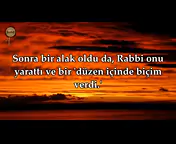 Sonra bir alak oldu da, Rabbi onu
yarattı ve bir düzen içinde biçim
verdi.'